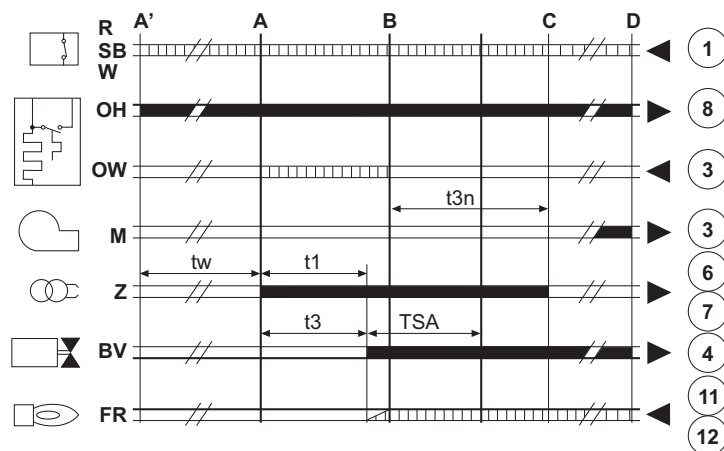 R A' A B C D
SB 1
W
OH 8
OW 3
t3n
M 3
tw t1 6
Z 7
t3 TSA
BV 4
11
FR 12